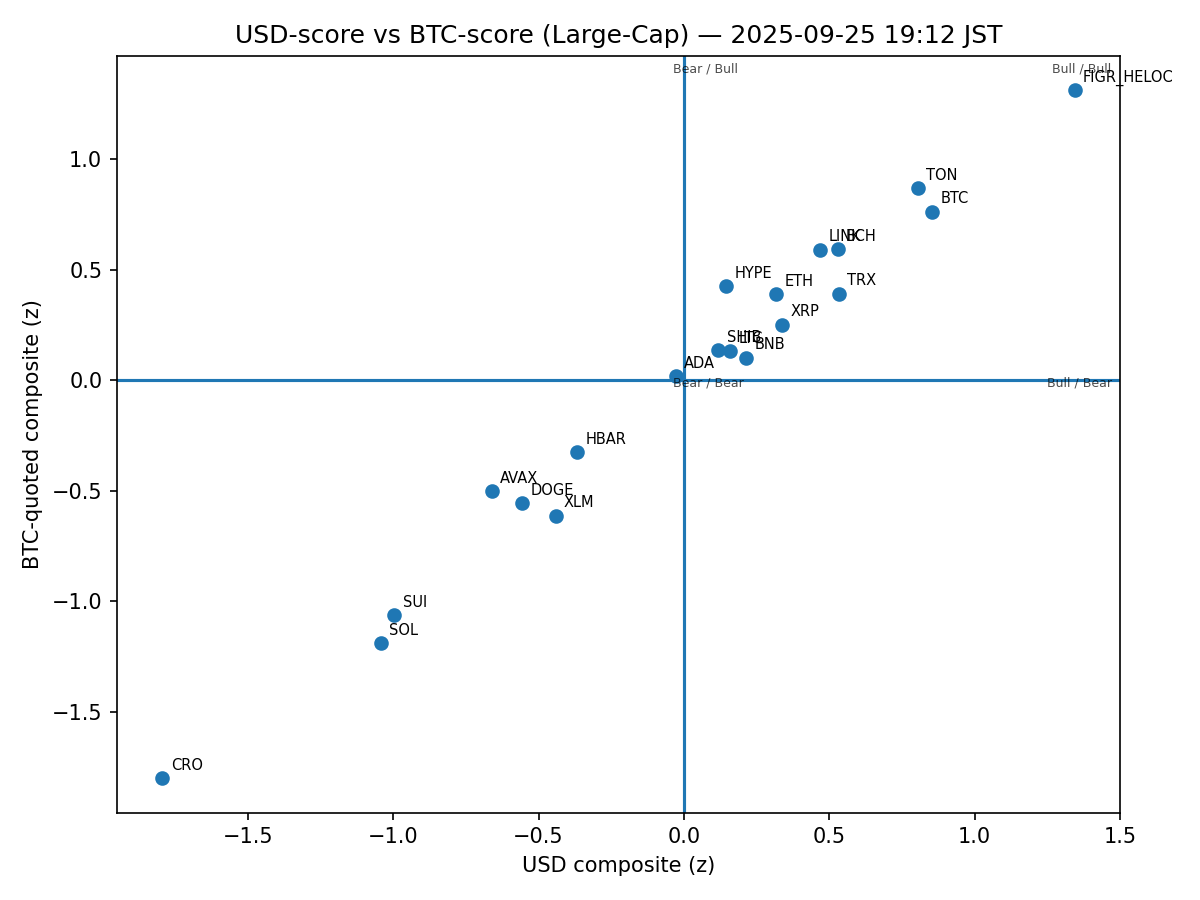 USD-score vs BTC-score (Large-Cap) — 2025-09-25 19:12 JST
Bear / Bull
Bull / Bull
FIGR_HELOC
1.0
TON
BTC
LINK
BCH
0.5
HYPE
ETH
TRX
XRP
SHIB
BNB
ADA
0.0
Bear / Bear
Bull / Bear
HBAR
AVAX
−0.5
DOGE
XLM
−1.0
SUI
SOL
−1.5
CRO
−1.5
−1.0
−0.5
0.0
0.5
1.0
1.5
USD composite (z)
BTC-quoted composite (z)